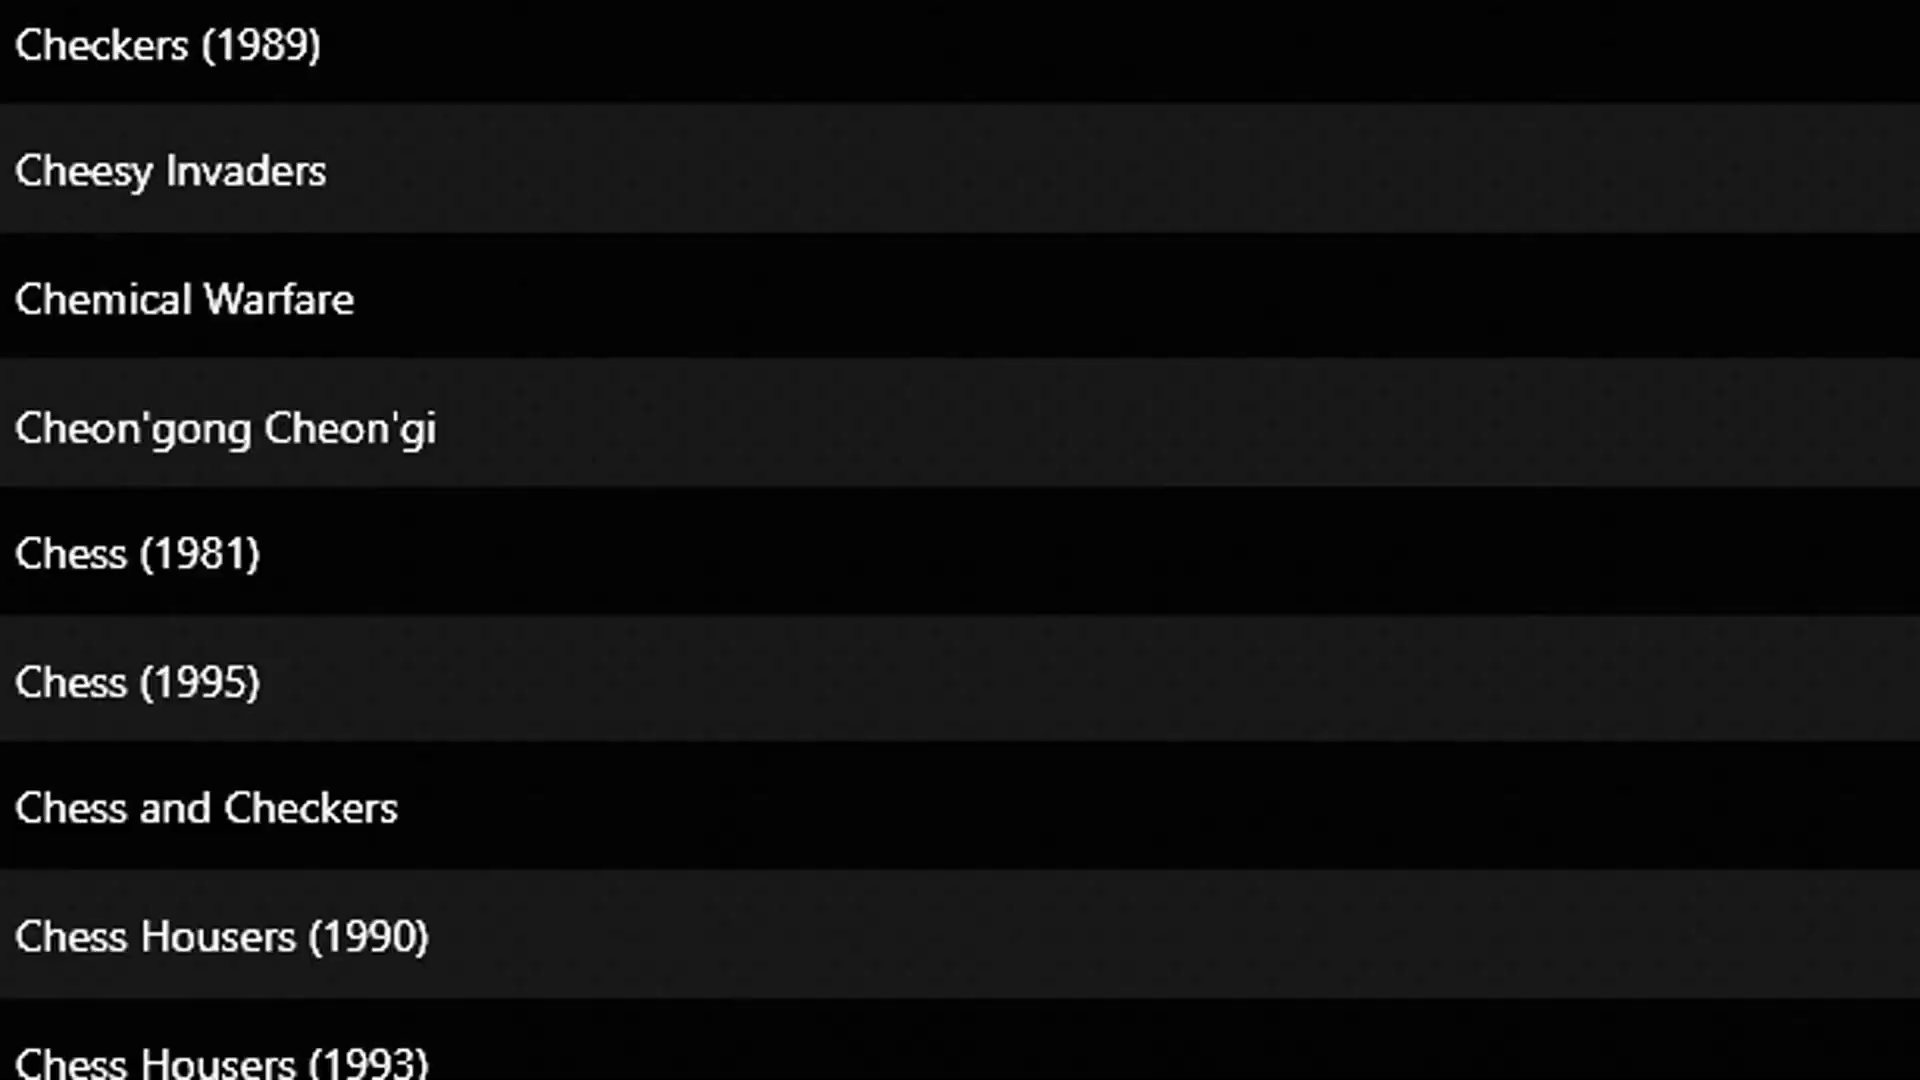 Checkers (1989)
Cheesy Invaders
Chemical Warfare
Cheon'gong Cheon'gi
Chess (1981)
Chess (1995)
Chess and Checkers
Chess Housers (1990)
Chess Housers (1993)